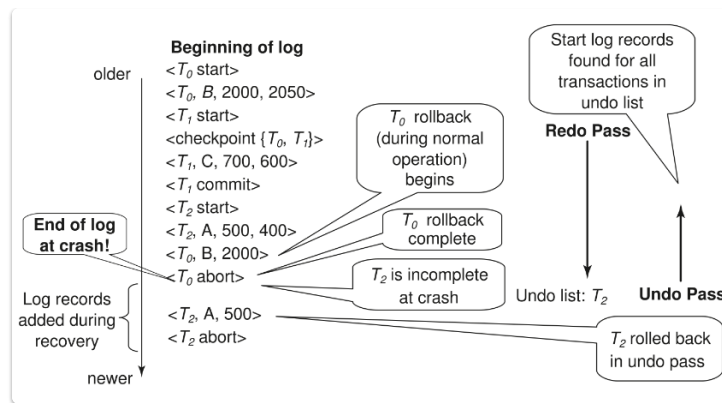 Beginning of log
older
<T0 start>
<T0, B, 2000, 2050>
<T1 start>
<checkpoint {T0, T1}>
<T1, C, 700, 600>
<T1 commit>
<T2 start>
<T2, A, 500, 400>
<T0, B, 2000>
<T0 abort>
<T2, A, 500>
<T2 abort>
newer
End of log
at crash!
Log records
added during
recovery
T0 rollback
(during normal
operation)
begins
T0 rollback
complete
T2 is incomplete
at crash
Start log records
found for all
transactions in
undo list
Redo Pass
Undo list: T2
Undo Pass
T2 rolled back
in undo pass